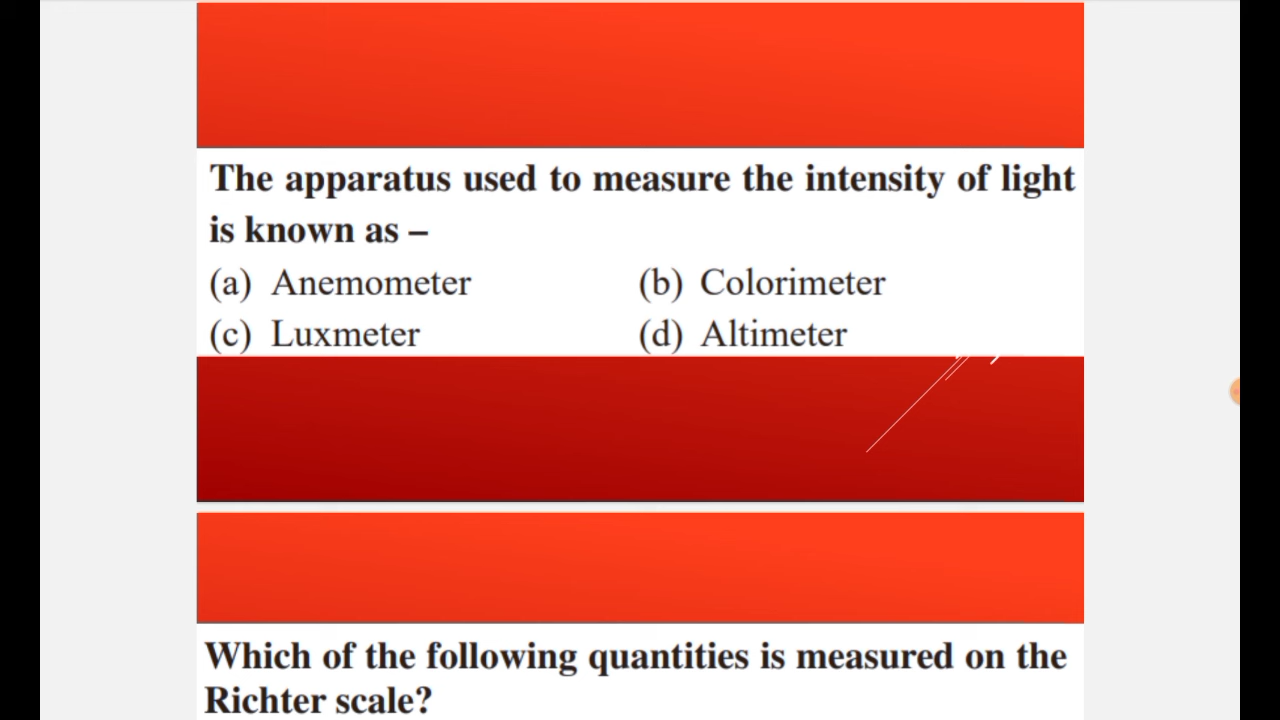 The apparatus used to measure the intensity of light
is known as –
(a) Anemometer (b) Colorimeter
(c) Luxmeter (d) Altimeter
Which of the following quantities is measured on the
Richter scale?